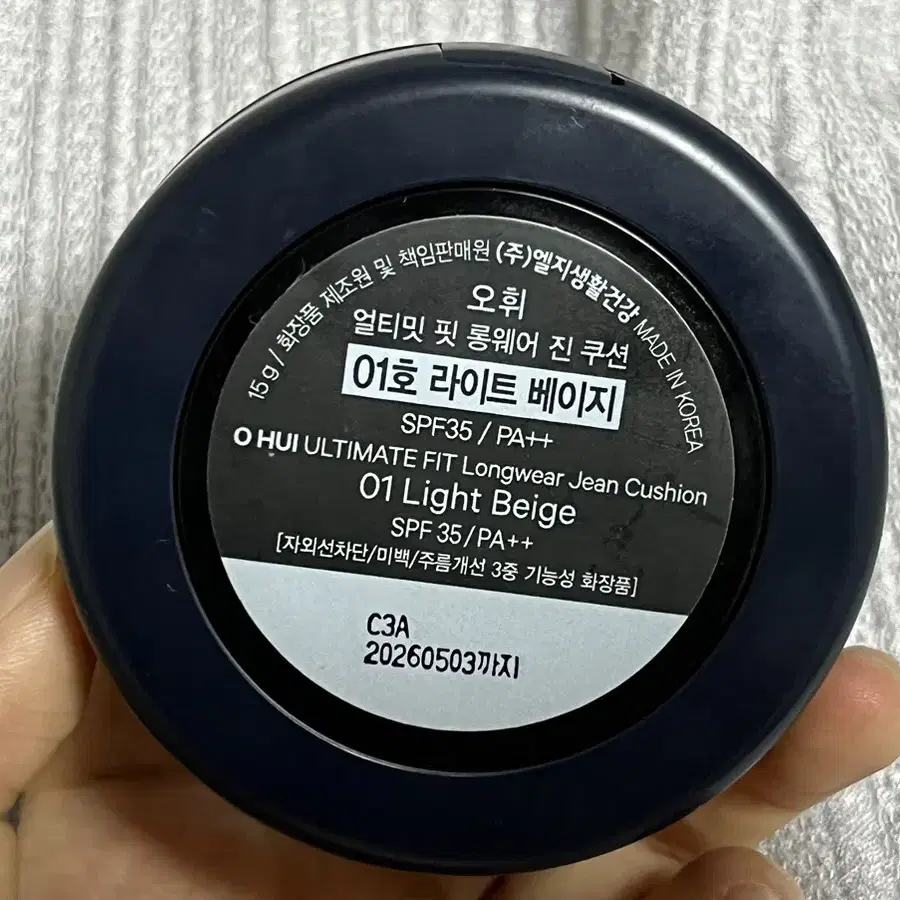 15g / 화장품 제조원 및 책임판매원 (주)엘지생활건강 MADE IN KOREA
오휘
얼티밋 핏 롱웨어 진 쿠션
01호 라이트 베이지
SPF35 / PA++
O HUI ULTIMATE FIT Longwear Jean Cushion
01 Light Beige
SPF 35/PA++
[자외선차단/미백/주름개선 3중 기능성 화장품]
C3A
20260503까지